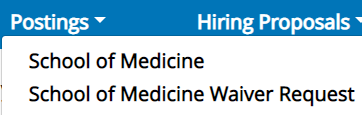 Postings Hiring Proposals
School of Medicine
School of Medicine Waiver Request